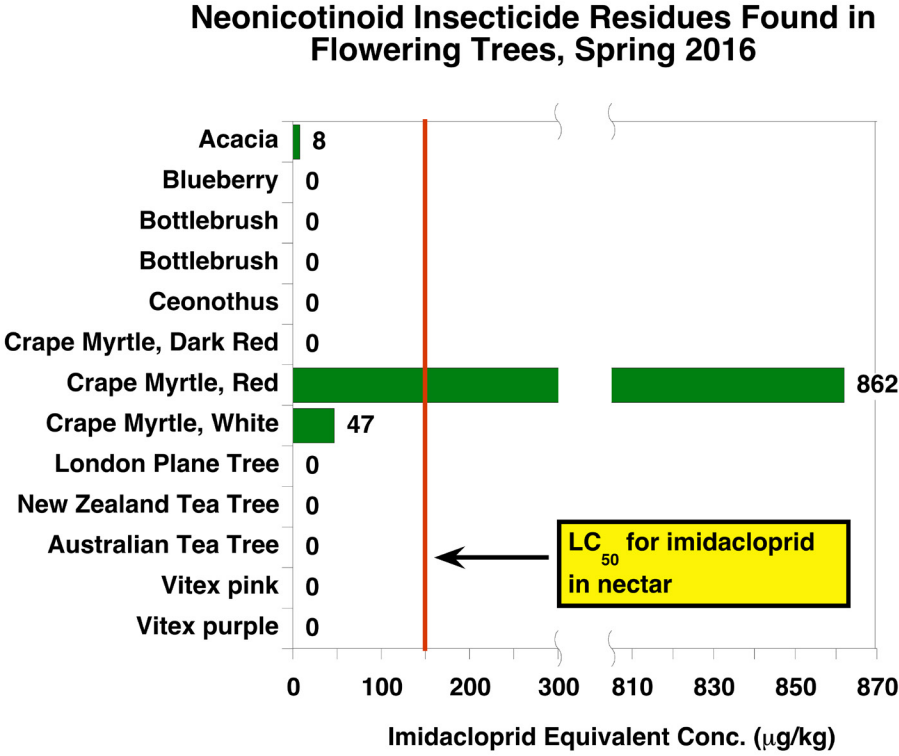 Neonicotinoid Insecticide Residues Found in
Flowering Trees, Spring 2016
Acacia 8
Blueberry 0
Bottlebrush 0
Bottlebrush 0
Ceonothus 0
Crape Myrtle, Dark Red 0
Crape Myrtle, Red 862
Crape Myrtle, White 47
London Plane Tree 0
New Zealand Tea Tree 0
Australian Tea Tree 0
Vitex pink 0
Vitex purple 0
LC50 for imidacloprid
in nectar
0 100 200 300 810 830 850 870
Imidacloprid Equivalent Conc. (μg/kg)